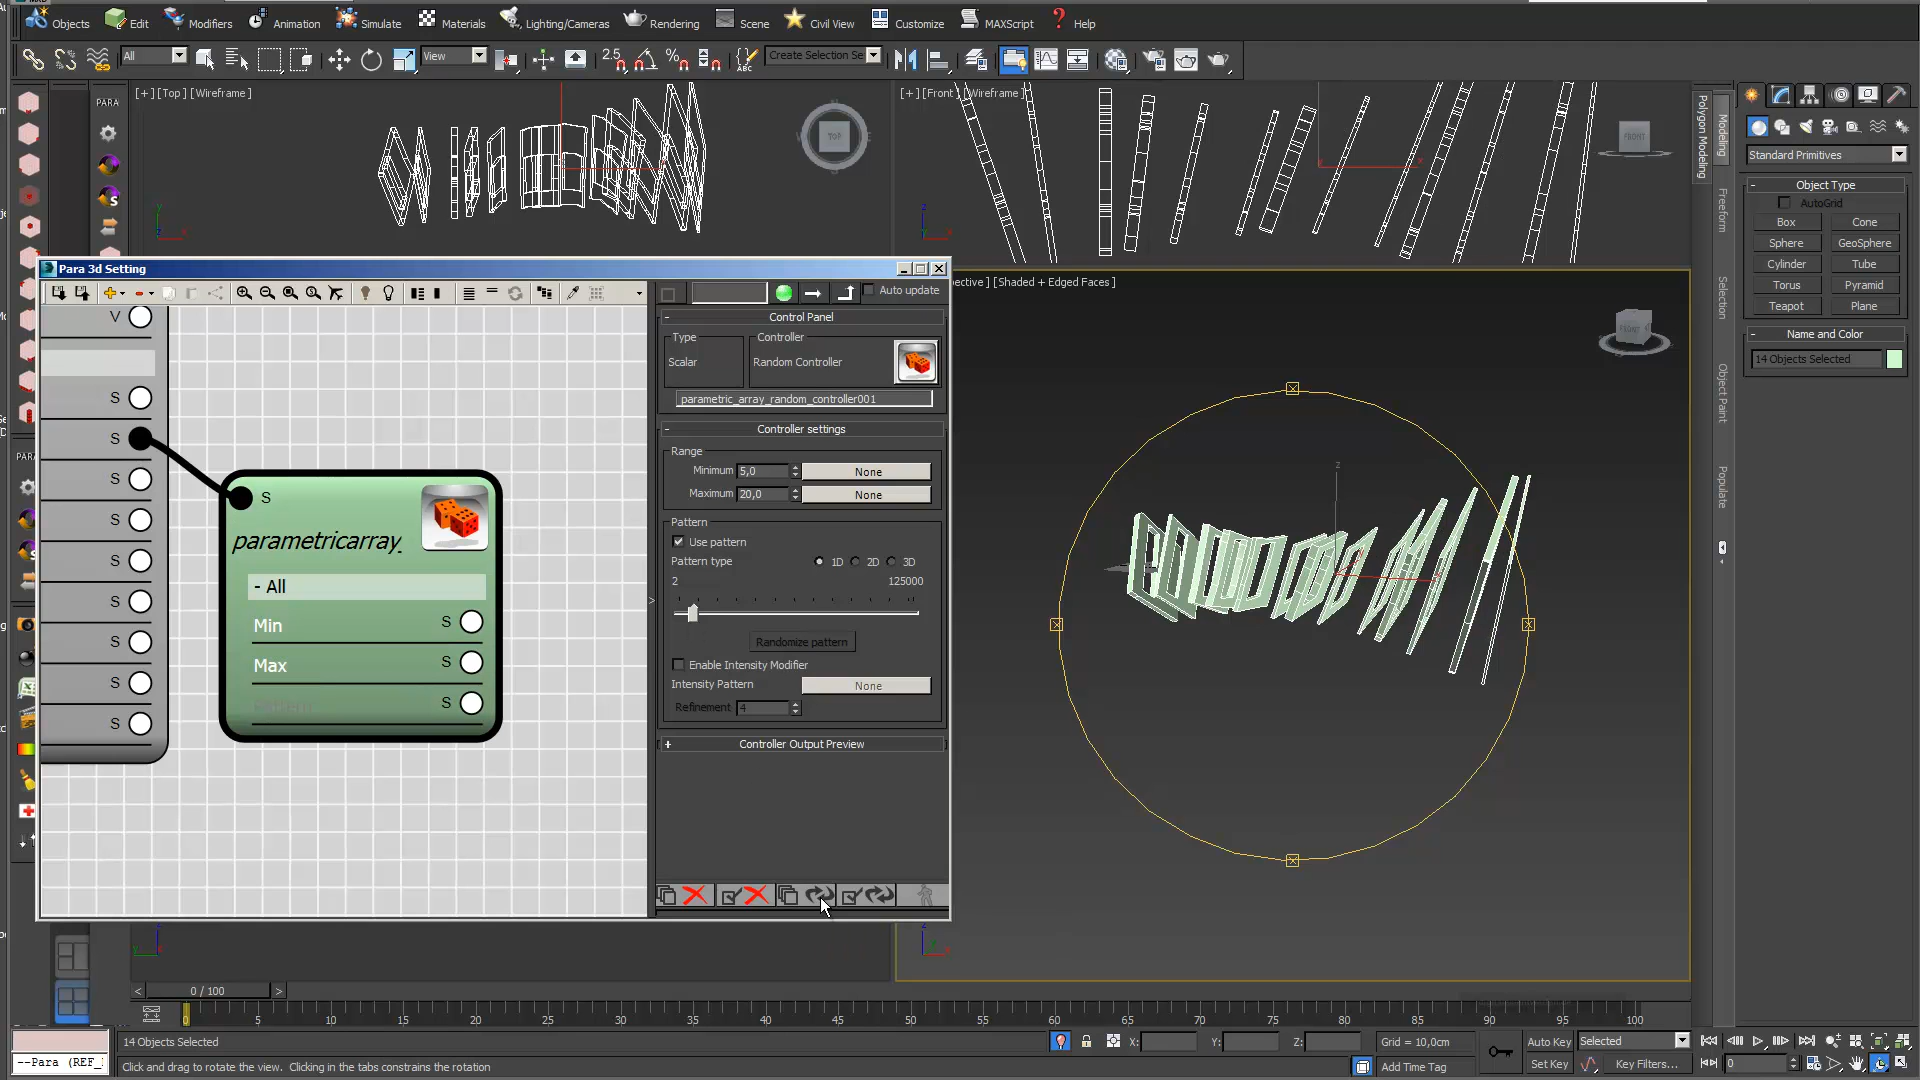 Objects Edit Modifiers Animation Simulate Materials Lighting/Cameras Rendering Scene Civil View Customize MAXScript Help
All View 2.5 Create Selection Se
PARA
[+] [Top ] [Wireframe ]
TOP
[+] [Front ] [Wireframe ]
FRONT
Para 3d Setting
Auto update
V
S
S
S
S
S
S
S
S
S
S
parametricarray_
- All
Min S
Max S
S
Control Panel
Type
Scalar
Controller
Random Controller
parametric_array_random_controller001
Controller settings
Range
Minimum 5,0 None
Maximum 20,0 None
Pattern
Use pattern
Pattern type 1D 2D 3D
2 125000
Randomize pattern
Enable Intensity Modifier
Intensity Pattern None
Refinement 4
Controller Output Preview
ective ] [Shaded + Edged Faces ]
Polygon Modeling
Modeling
Freeform
Selection
Object Paint
Populate
Standard Primitives
Object Type
AutoGrid
Box Cone
Sphere GeoSphere
Cylinder Tube
Torus Pyramid
Teapot Plane
Name and Color
14 Objects Selected
< 0 / 100 >
0 5 10 15 20 25 30 35 40 45 50 55 60 65 70 75 80 85 90 95 100
14 Objects Selected X: Y: Z: Grid = 10,0cm Auto Key Selected
--Para (REF_ Click and drag to rotate the view. Clicking in the tabs constrains the rotation Add Time Tag Set Key Key Filters... 0